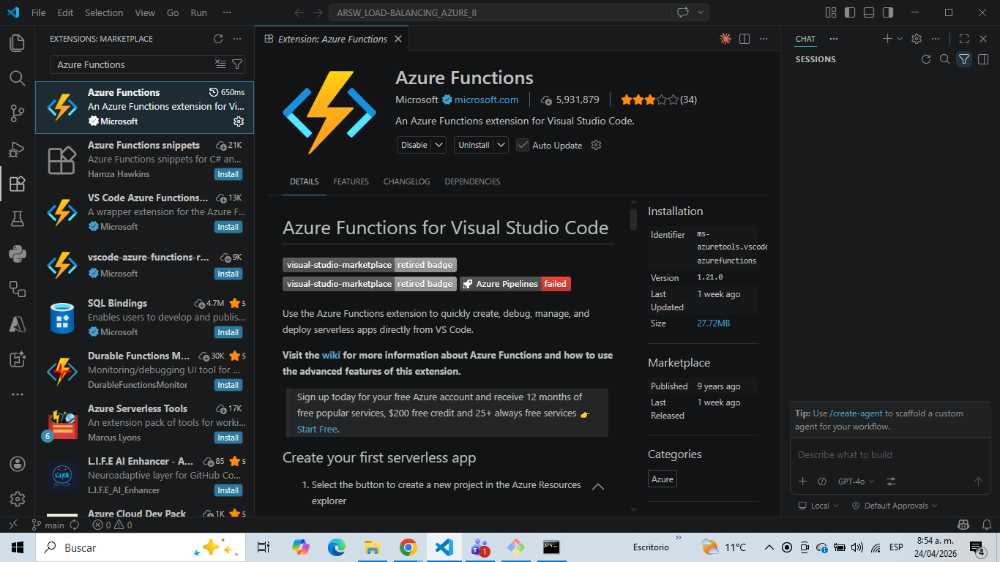 File Edit Selection View Go Run ···
ARSW_LOAD-BALANCING_AZURE_II
EXTENSIONS: MARKETPLACE
Azure Functions
Azure Functions 650ms
An Azure Functions extension for Vi...
Microsoft
Azure Functions snippets 21K
Azure Functions snippets for C# an...
Hamza Hawkins Install
VS Code Azure Functions... 13K
A wrapper extension for the Azure F...
Microsoft Install
vscode-azure-functions-r... 9K
Microsoft Install
SQL Bindings 4.7M 5
Enables users to develop and publis...
Microsoft Install
Durable Functions M... 30K 5
Monitoring/debugging UI tool for ...
DurableFunctionsMonitor Install
Azure Serverless Tools 17K
An extension pack of tools for worki...
Marcus Lyons Install
6
L.I.F.E AI Enhancer - A... 85 5
Neuroadaptive layer for GitHub Co...
L.I.F.E_AI_Enhancer Install
L.I.F.E
Azure Cloud Dev Pack 1K 5
Extension: Azure Functions
Azure Functions
Microsoft microsoft.com 5,931,879 (34)
An Azure Functions extension for Visual Studio Code.
Disable Uninstall Auto Update
DETAILS FEATURES CHANGELOG DEPENDENCIES
Azure Functions for Visual Studio Code
visual-studio-marketplace retired badge
visual-studio-marketplace retired badge Azure Pipelines failed
Use the Azure Functions extension to quickly create, debug, manage, and
deploy serverless apps directly from VS Code.
Visit the wiki for more information about Azure Functions and how to use
the advanced features of this extension.
Sign up today for your free Azure account and receive 12 months of
free popular services, $200 free credit and 25+ always free services 👉
Start Free.
Create your first serverless app
1. Select the button to create a new project in the Azure Resources
explorer
Installation
Identifier ms-
azuretools.vscode
azurefunctions
Version 1.21.0
Last 1 week ago
Updated
Size 27.72MB
Marketplace
Published 9 years ago
Last 1 week ago
Released
Categories
Azure
CHAT
SESSIONS
Tip: Use /create-agent to scaffold a custom
agent for your workflow.
Describe what to build
GPT-4o
Local Default Approvals
main 0 0
Buscar
1
Escritorio
11°C
ESP
8:54 a. m.
24/04/2026
4